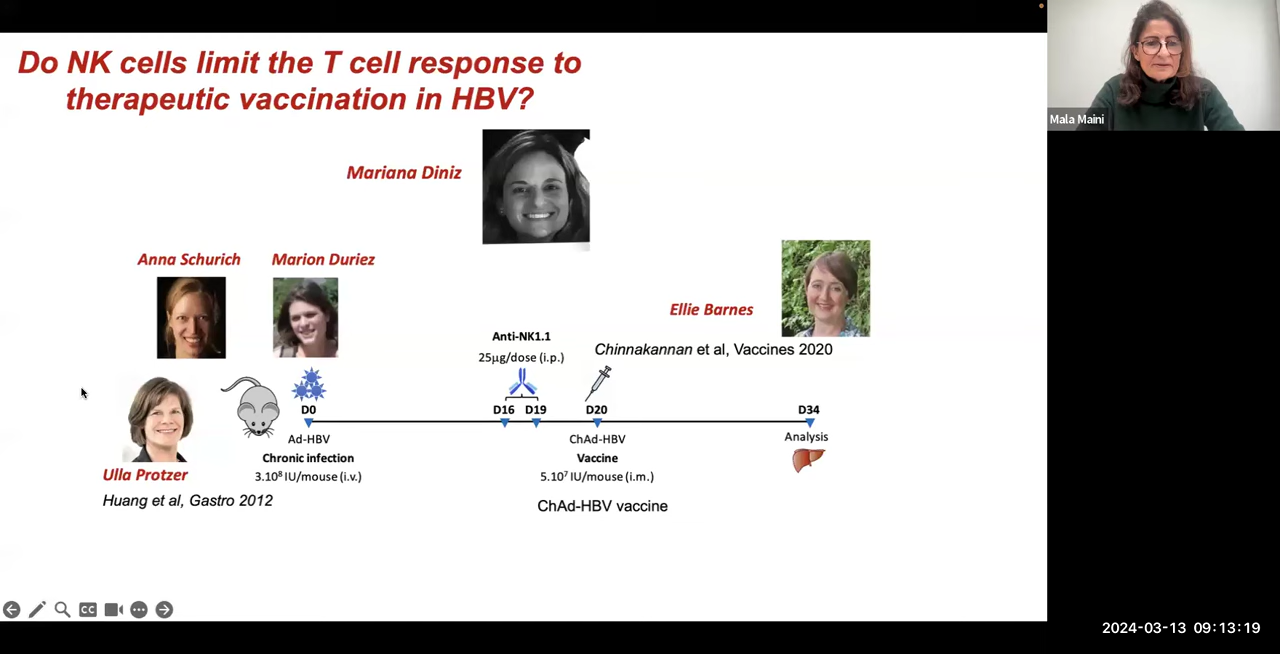 Do NK cells limit the T cell response to
therapeutic vaccination in HBV?
Mala Maini
Mariana Diniz
Anna Schurich
Marion Duriez
Ellie Barnes
Anti-NK1.1
25μg/dose (i.p.)
Chinnakannan et al, Vaccines 2020
D0
D16
D19
D20
D34
Ad-HBV
Chronic infection
3.10⁸ IU/mouse (i.v.)
ChAd-HBV
Vaccine
5.10⁷ IU/mouse (i.m.)
Analysis
Ulla Protzer
Huang et al, Gastro 2012
ChAd-HBV vaccine
CC
2024-03-13 09:13:19